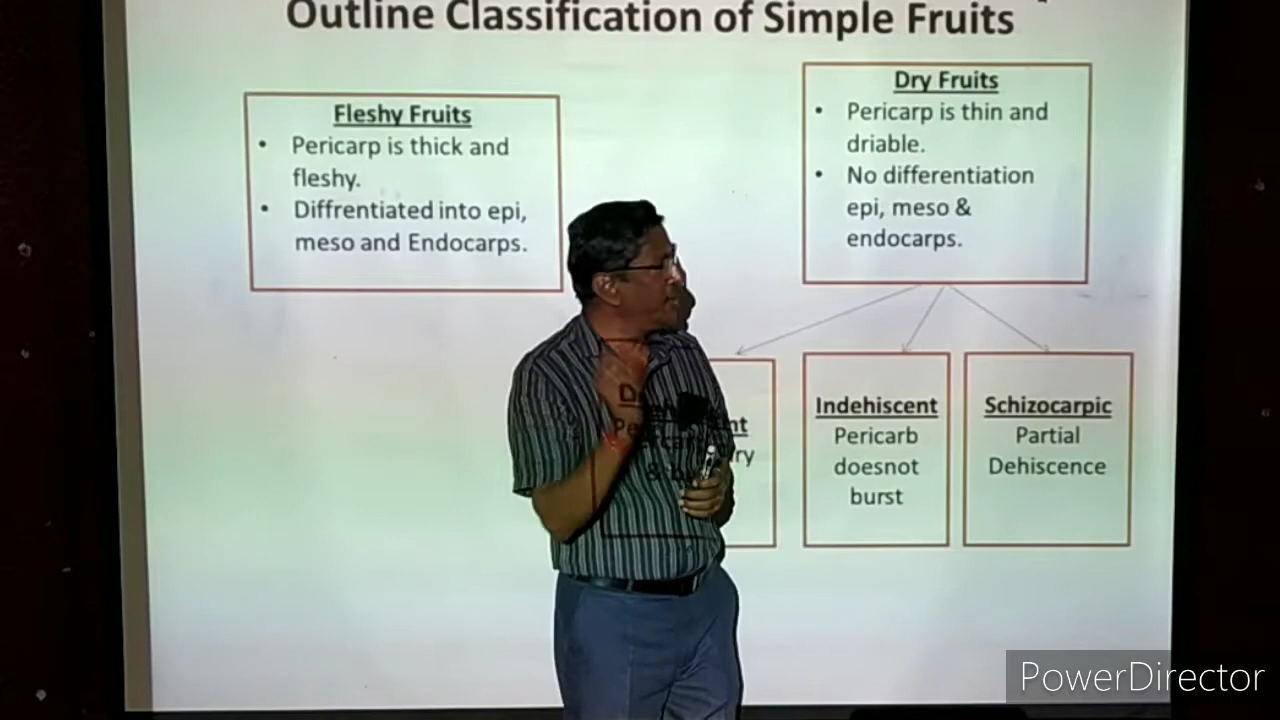 Outline Classification of Simple Fruits
Fleshy Fruits
• Pericarp is thick and
fleshy.
• Diffrentiated into epi,
meso and Endocarps.
Dry Fruits
• Pericarp is thin and
driable.
• No differentiation
epi, meso &
endocarps.
Indehiscent
Pericarb
doesnot
burst
Schizocarpic
Partial
Dehiscence
PowerDirector